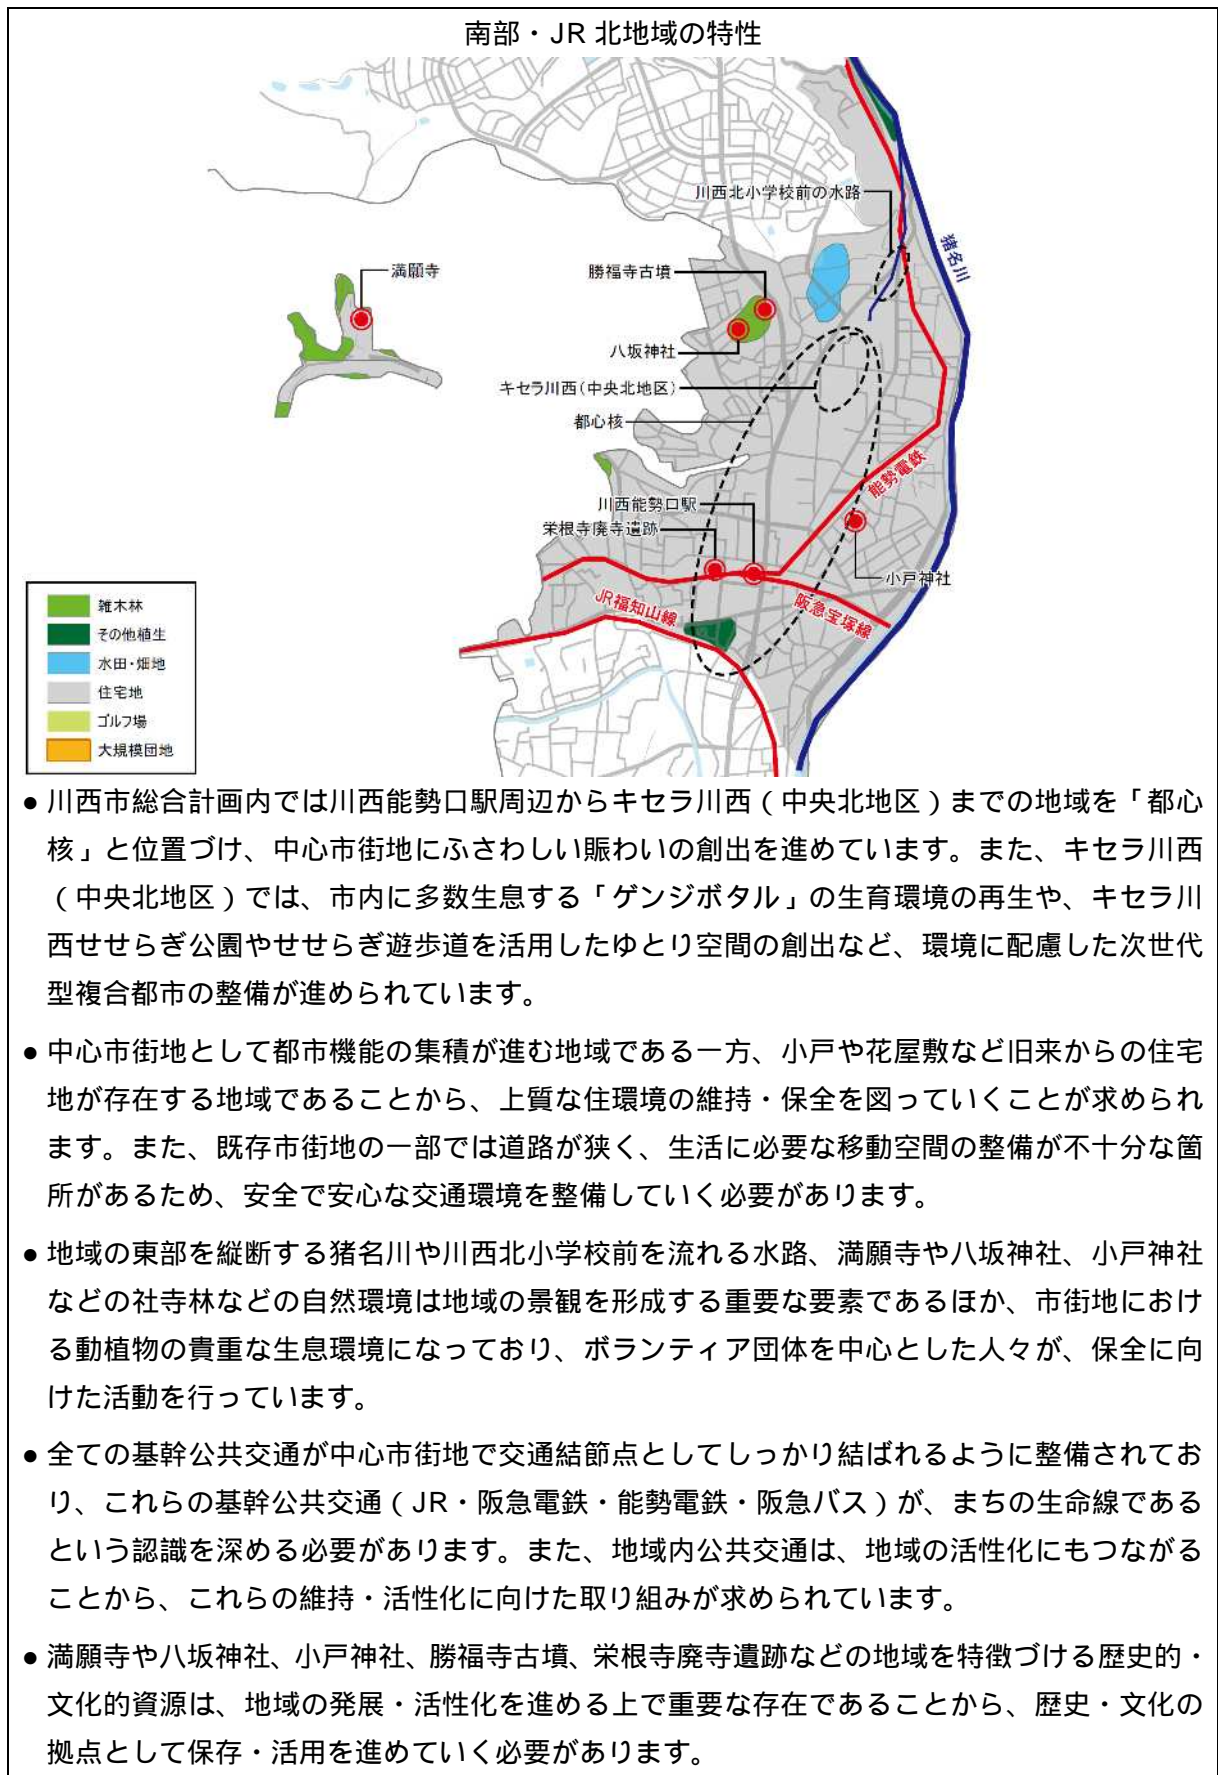 南部・JR 北地域の特性
川西北小学校前の水路
猪名川
満願寺
勝福寺古墳
八坂神社
キセラ川西(中央北地区)
都心核
能勢電鉄
川西能勢口駅
栄根寺廃寺遺跡
小戸神社
JR福知山線
阪急宝塚線
雑木林
その他植生
水田・畑地
住宅地
ゴルフ場
大規模団地
● 川西市総合計画内では川西能勢口駅周辺からキセラ川西(中央北地区)までの地域を「都心
核」と位置づけ、中心市街地にふさわしい賑わいの創出を進めています。また、キセラ川西
(中央北地区)では、市内に多数生息する「ゲンジボタル」の生育環境の再生や、キセラ川
西せせらぎ公園やせせらぎ遊歩道を活用したゆとり空間の創出など、環境に配慮した次世代
型複合都市の整備が進められています。
● 中心市街地として都市機能の集積が進む地域である一方、小戸や花屋敷など旧来からの住宅
地が存在する地域であることから、上質な住環境の維持・保全を図っていくことが求められ
ます。また、既存市街地の一部では道路が狭く、生活に必要な移動空間の整備が不十分な箇
所があるため、安全で安心な交通環境を整備していく必要があります。
● 地域の東部を縦断する猪名川や川西北小学校前を流れる水路、満願寺や八坂神社、小戸神社
などの社寺林などの自然環境は地域の景観を形成する重要な要素であるほか、市街地におけ
る動植物の貴重な生息環境になっており、ボランティア団体を中心とした人々が、保全に向
けた活動を行っています。
● 全ての基幹公共交通が中心市街地で交通結節点としてしっかり結ばれるように整備されてお
り、これらの基幹公共交通(JR・阪急電鉄・能勢電鉄・阪急バス)が、まちの生命線である
という認識を深める必要があります。また、地域内公共交通は、地域の活性化にもつながる
ことから、これらの維持・活性化に向けた取り組みが求められています。
● 満願寺や八坂神社、小戸神社、勝福寺古墳、栄根寺廃寺遺跡などの地域を特徴づける歴史的・
文化的資源は、地域の発展・活性化を進める上で重要な存在であることから、歴史・文化の
拠点として保存・活用を進めていく必要があります。